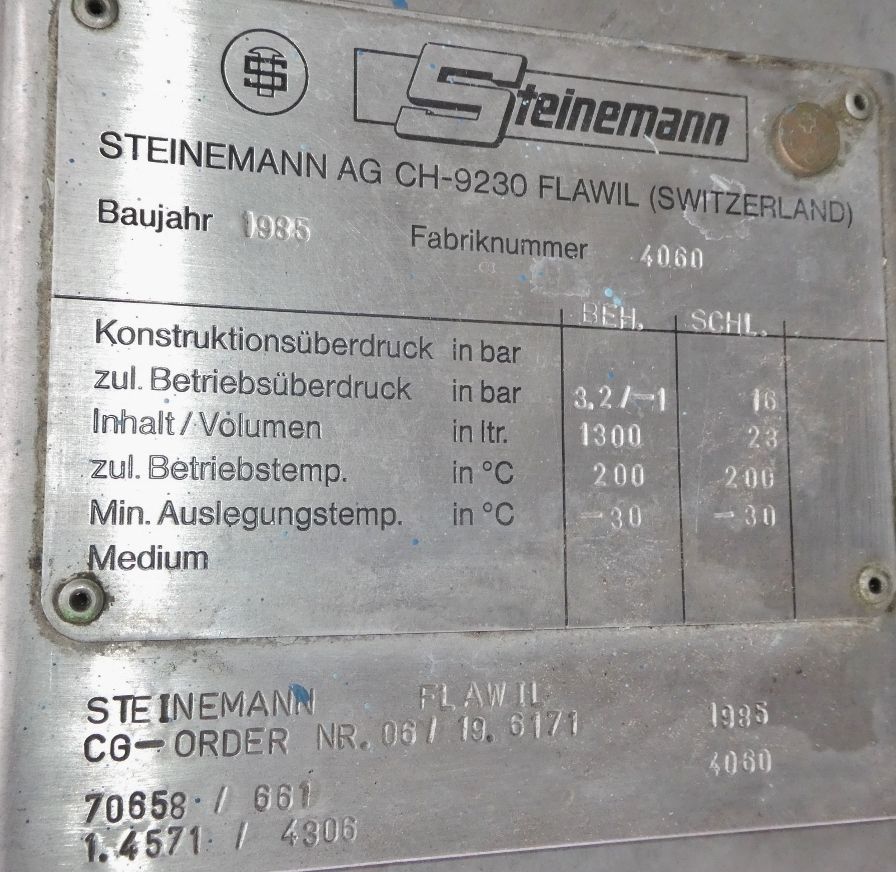 Steinemann
STEINEMANN AG CH-9230 FLAWIL (SWITZERLAND)
Baujahr 1985 Fabriknummer 4060
BEH. SCHL.
Konstruktionsüberdruck in bar
zul. Betriebsüberdruck in bar 3.2/-1 16
Inhalt/Volumen in ltr. 1300 23
zul. Betriebstemp. in °C 200 200
Min. Auslegungstemp. in °C -30 -30
Medium
STEINEMANN FLAWIL 1985
CG-ORDER NR. 06/19.6171 4060
70658 / 661
1.4571 / 4306